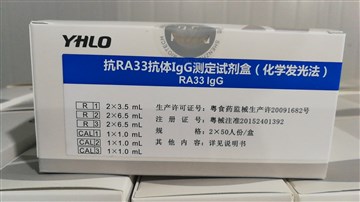 YHLO
抗RA33抗体IgG测定试剂盒（化学发光法）
RA33 IgG
R 1 2×3.5 mL
R 2 2×6.5 mL
R 3 2×6.5 mL
CAL1 1×1.0 mL
CAL2 1×1.0 mL
CAL3 1×1.0 mL
生产许可证号：粤食药监械生产许20091682号
注册证号：粤械注准20152401392
规格：2×50人份/盒
其他内容：详见说明书